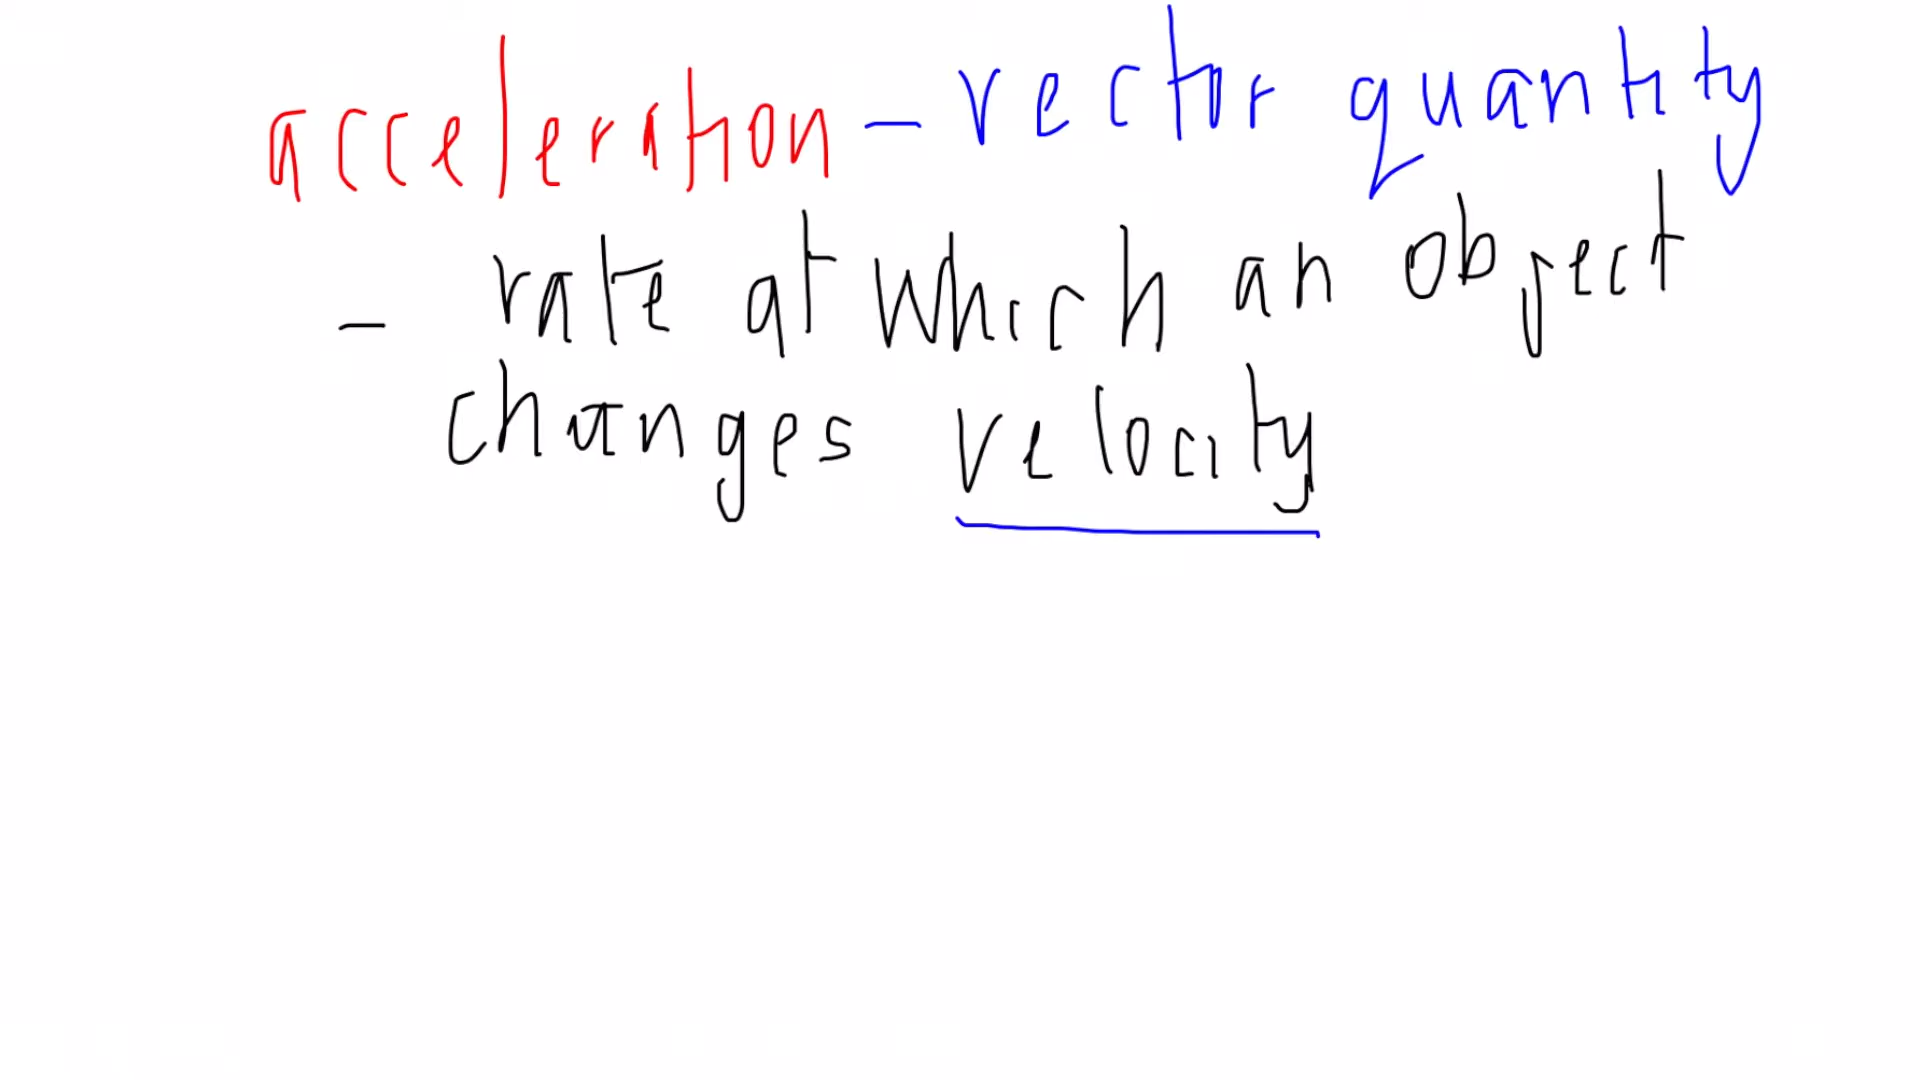 acceleration - vector quantity
- rate at which an object
changes velocity